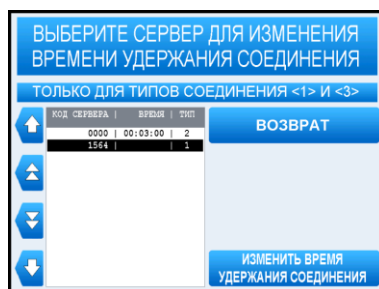 ВЫБЕРИТЕ СЕРВЕР ДЛЯ ИЗМЕНЕНИЯ
ВРЕМЕНИ УДЕРЖАНИЯ СОЕДИНЕНИЯ
ТОЛЬКО ДЛЯ ТИПОВ СОЕДИНЕНИЯ <1> И <3>
КОД СЕРВЕРА | ВРЕМЯ | ТИП
0000 | 00:03:00 | 2
1564 | | 1
ВОЗВРАТ
ИЗМЕНИТЬ ВРЕМЯ
УДЕРЖАНИЯ СОЕДИНЕНИЯ